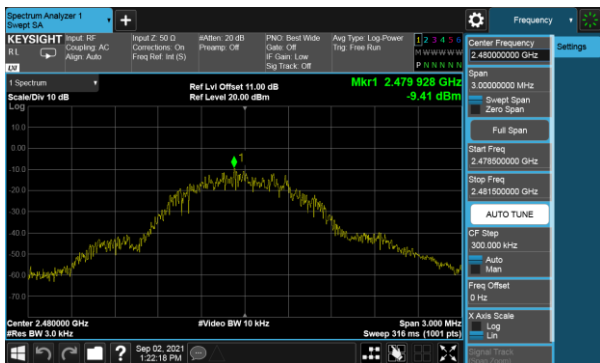 Spectrum Analyzer 1
Swept SA
+
Frequency
KEYSIGHT
RL
Input: RF
Coupling: AC
Align: Auto
Input Z: 50 Ω
Corrections: On
Freq Ref: Int (S)
#Atten: 20 dB
Preamp: Off
PNO: Best Wide
Gate: Off
IF Gain: Low
Sig Track: Off
Avg Type: Log-Power
Trig: Free Run
1 2 3 4 5 6
M W W W W W
P N N N N N
LXI
1 Spectrum
Scale/Div 10 dB
Log
Ref Lvl Offset 11.00 dB
Ref Level 20.00 dBm
Mkr1 2.479 928 GHz
-9.41 dBm
10.0
0.00
-10.0
-20.0
-30.0
-40.0
-50.0
-60.0
-70.0
1
Center 2.480000 GHz
#Res BW 3.0 kHz
#Video BW 10 kHz
Span 3.000 MHz
Sweep 316 ms (1001 pts)
Center Frequency
2.480000000 GHz
Settings
Span
3.00000000 MHz
Swept Span
Zero Span
Full Span
Start Freq
2.478500000 GHz
Stop Freq
2.481500000 GHz
AUTO TUNE
CF Step
300.000 kHz
Auto
Man
Freq Offset
0 Hz
X Axis Scale
Log
Lin
Signal Track
(Span Zoom)
?
Sep 02, 2021
1:22:18 PM